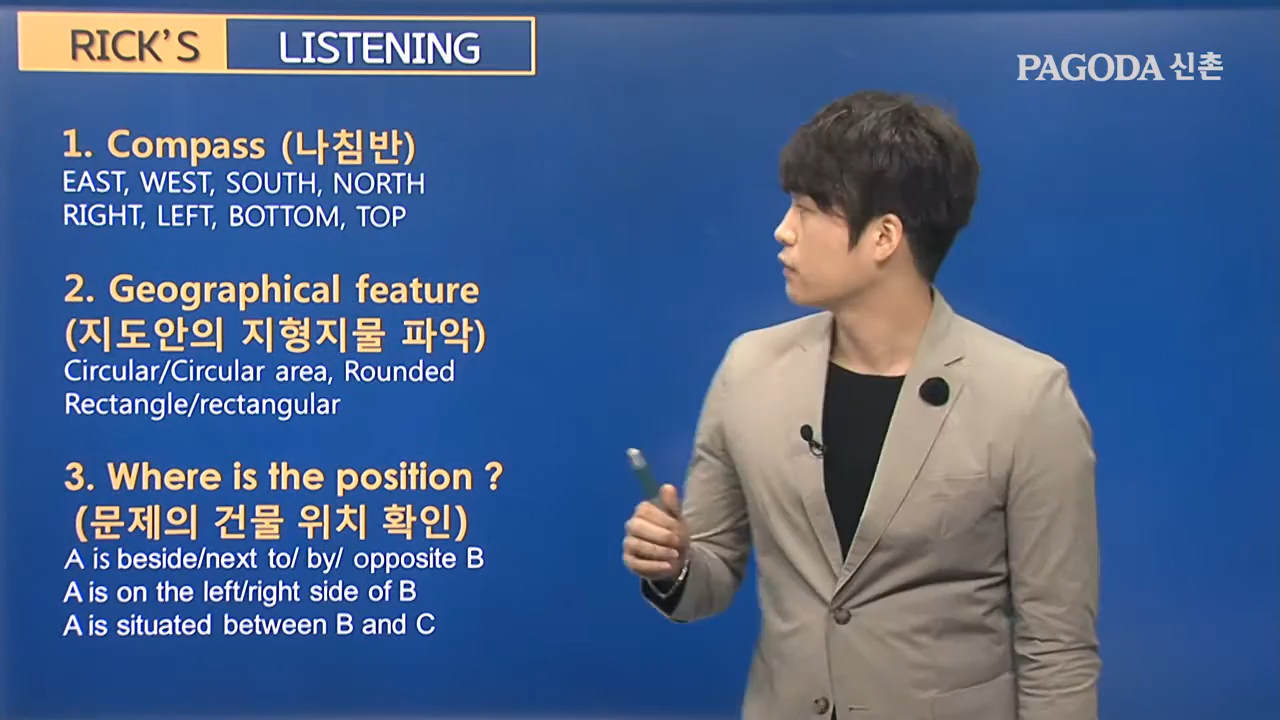 RICK'S LISTENING
PAGODA 신촌
1. Compass (나침반)
EAST, WEST, SOUTH, NORTH
RIGHT, LEFT, BOTTOM, TOP
2. Geographical feature
(지도안의 지형지물 파악)
Circular/Circular area, Rounded
Rectangle/rectangular
3. Where is the position ?
(문제의 건물 위치 확인)
A is beside/next to/ by/ opposite B
A is on the left/right side of B
A is situated between B and C